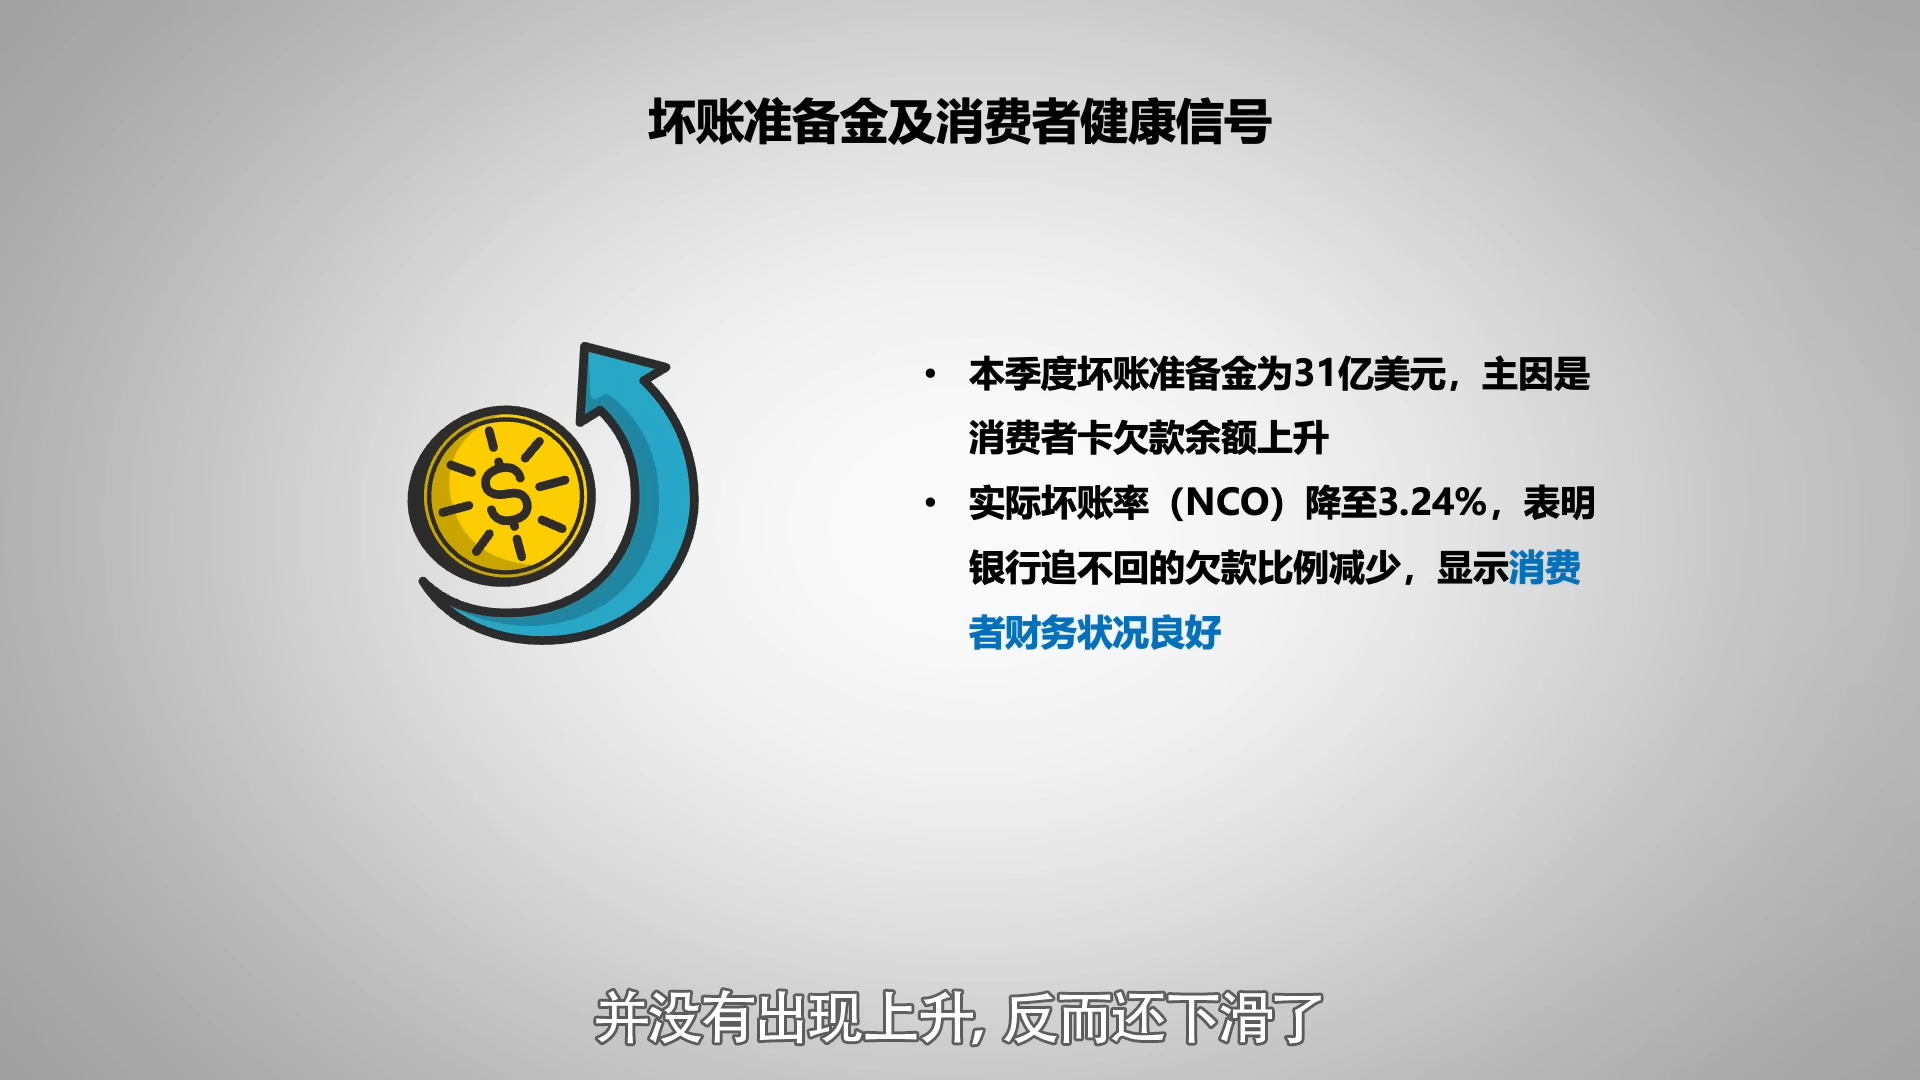 坏账准备金及消费者健康信号
• 本季度坏账准备金为31亿美元，主因是
消费者卡欠款余额上升
• 实际坏账率（NCO）降至3.24%，表明
银行追不回的欠款比例减少，显示消费
者财务状况良好
并没有出现上升, 反而还下滑了